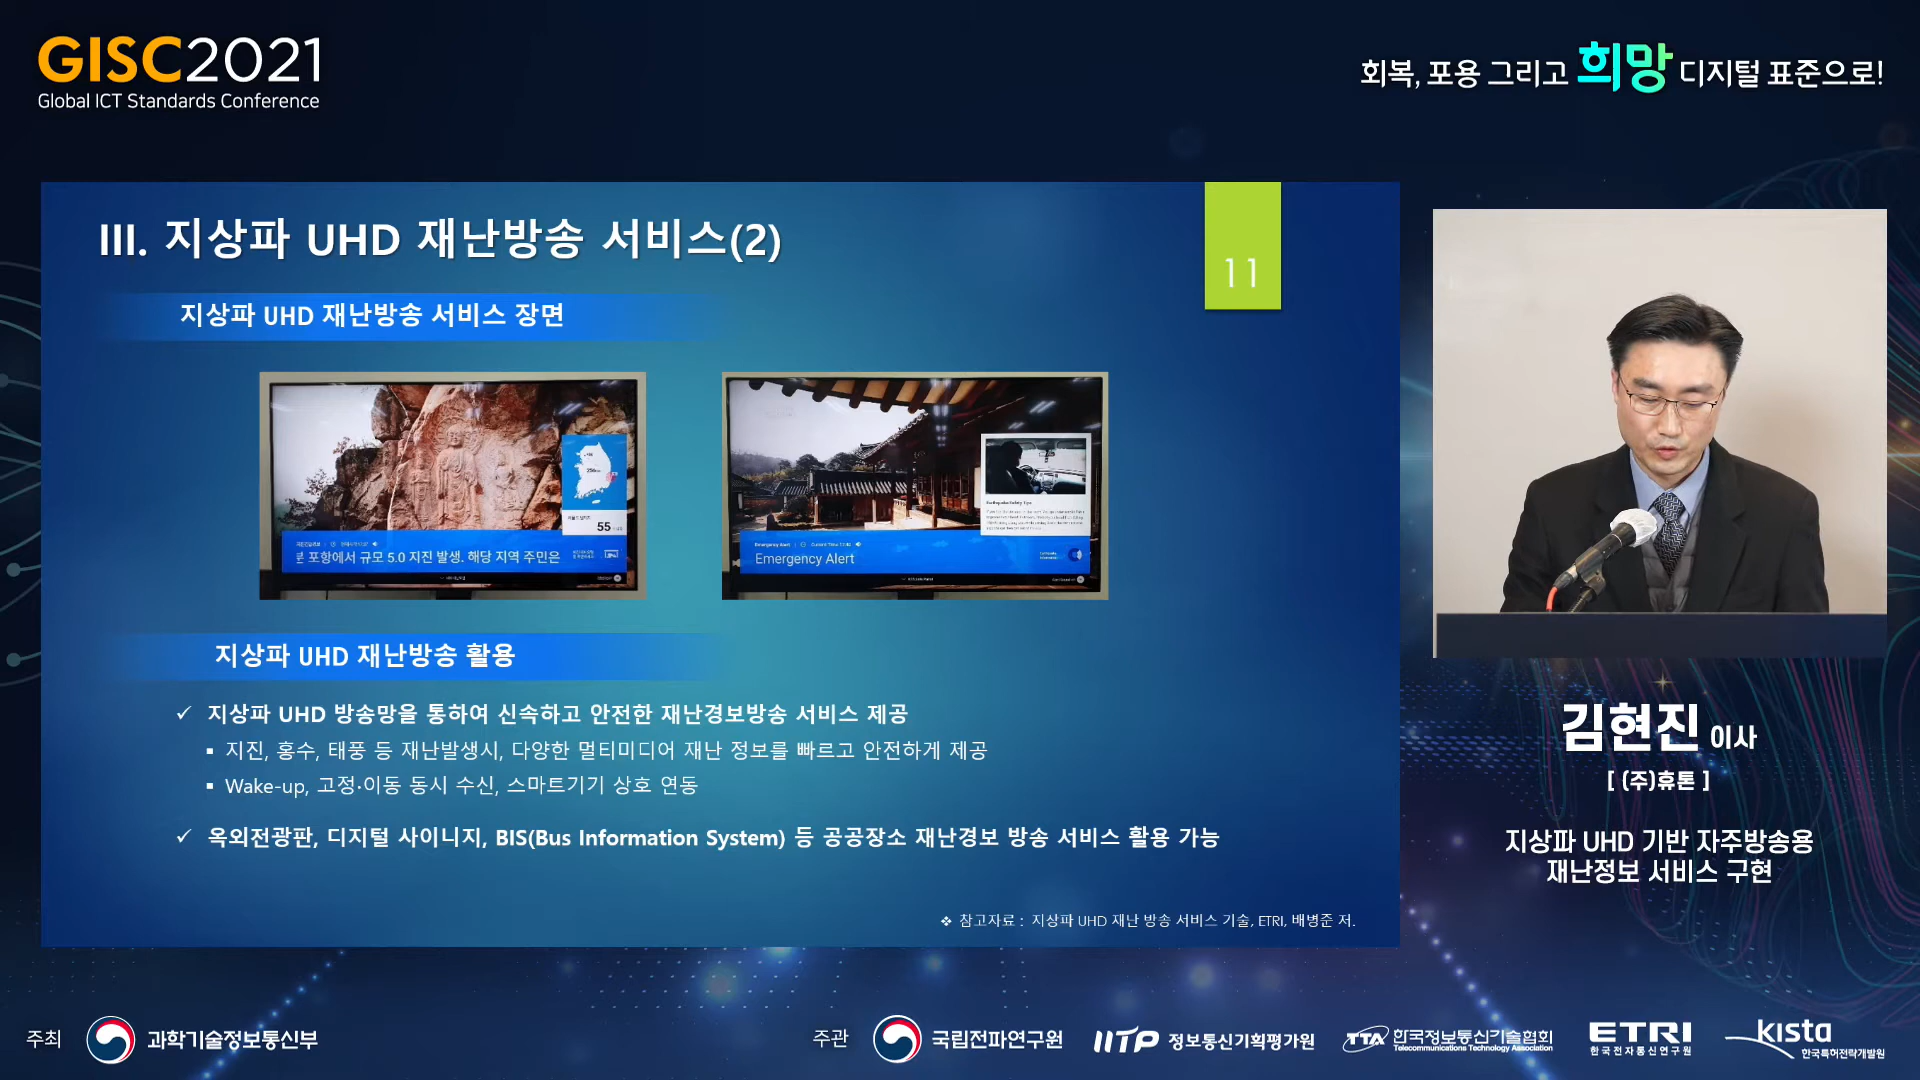 GISC2021
Global ICT Standards Conference
회복, 포용 그리고 희망 디지털 표준으로!
III. 지상파 UHD 재난방송 서비스(2)
11
지상파 UHD 재난방송 서비스 장면
55
포항에서 규모 5.0 지진 발생. 해당 지역 주민은
Earthquake Safety Tips
Emergency Alert
Emergency Alert
지상파 UHD 재난방송 활용
✓ 지상파 UHD 방송망을 통하여 신속하고 안전한 재난경보방송 서비스 제공
▪ 지진, 홍수, 태풍 등 재난발생시, 다양한 멀티미디어 재난 정보를 빠르고 안전하게 제공
▪ Wake-up, 고정·이동 동시 수신, 스마트기기 상호 연동
✓ 옥외전광판, 디지털 사이니지, BIS(Bus Information System) 등 공공장소 재난경보 방송 서비스 활용 가능
❖ 참고자료 : 지상파 UHD 재난 방송 서비스 기술, ETRI, 배병준 저.
김현진 이사
[ (주)휴톤 ]
지상파 UHD 기반 자주방송용
재난정보 서비스 구현
주최 과학기술정보통신부
주관 국립전파연구원
IITP 정보통신기획평가원
TTA 한국정보통신기술협회
Telecommunications Technology Association
ETRI
한국전자통신연구원
kista
한국특허전략개발원